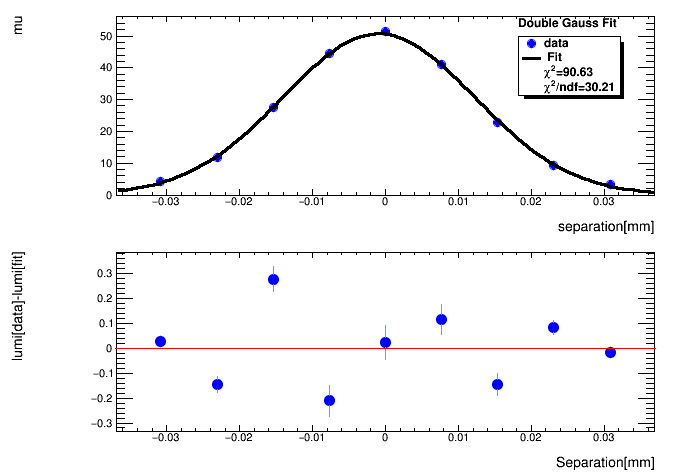 mu
Double Gauss Fit
data
Fit
χ²=90.63
χ²/ndf=30.21
50
40
30
20
10
0
−0.03 −0.02 −0.01 0 0.01 0.02 0.03
separation[mm]
lumi[data]-lumi[fit]
0.3
0.2
0.1
0
−0.1
−0.2
−0.3
−0.03 −0.02 −0.01 0 0.01 0.02 0.03
Separation[mm]